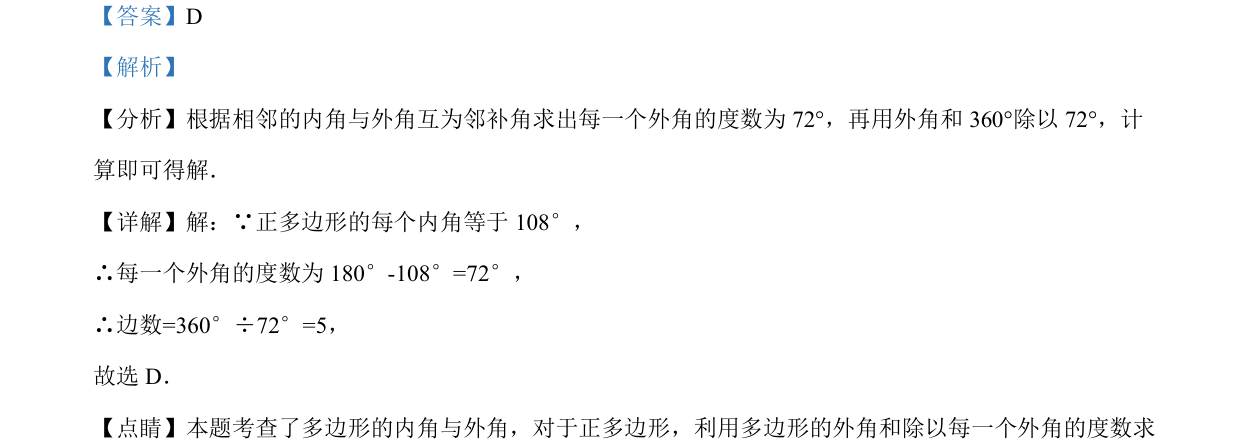 【答案】D
【解析】
【分析】根据相邻的内角与外角互为邻补角求出每一个外角的度数为 72°，再用外角和 360°除以 72°，计
算即可得解．
【详解】解：∵正多边形的每个内角等于 108°，
∴每一个外角的度数为 180°-108°=72°，
∴边数=360°÷72°=5，
故选 D．
【点睛】本题考查了多边形的内角与外角，对于正多边形，利用多边形的外角和除以每一个外角的度数求